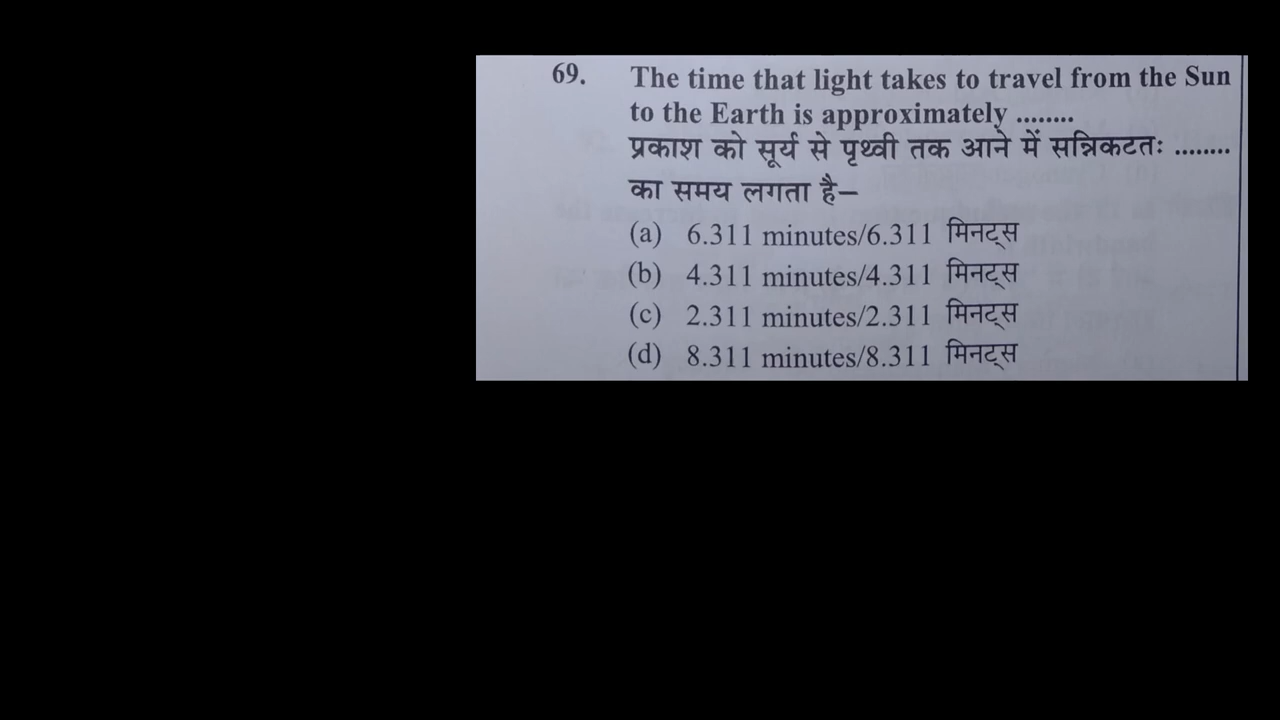 69. The time that light takes to travel from the Sun
to the Earth is approximately ........
प्रकाश को सूर्य से पृथ्वी तक आने में सन्निकटतः ........
का समय लगता है–
(a) 6.311 minutes/6.311 मिनट्स
(b) 4.311 minutes/4.311 मिनट्स
(c) 2.311 minutes/2.311 मिनट्स
(d) 8.311 minutes/8.311 मिनट्स